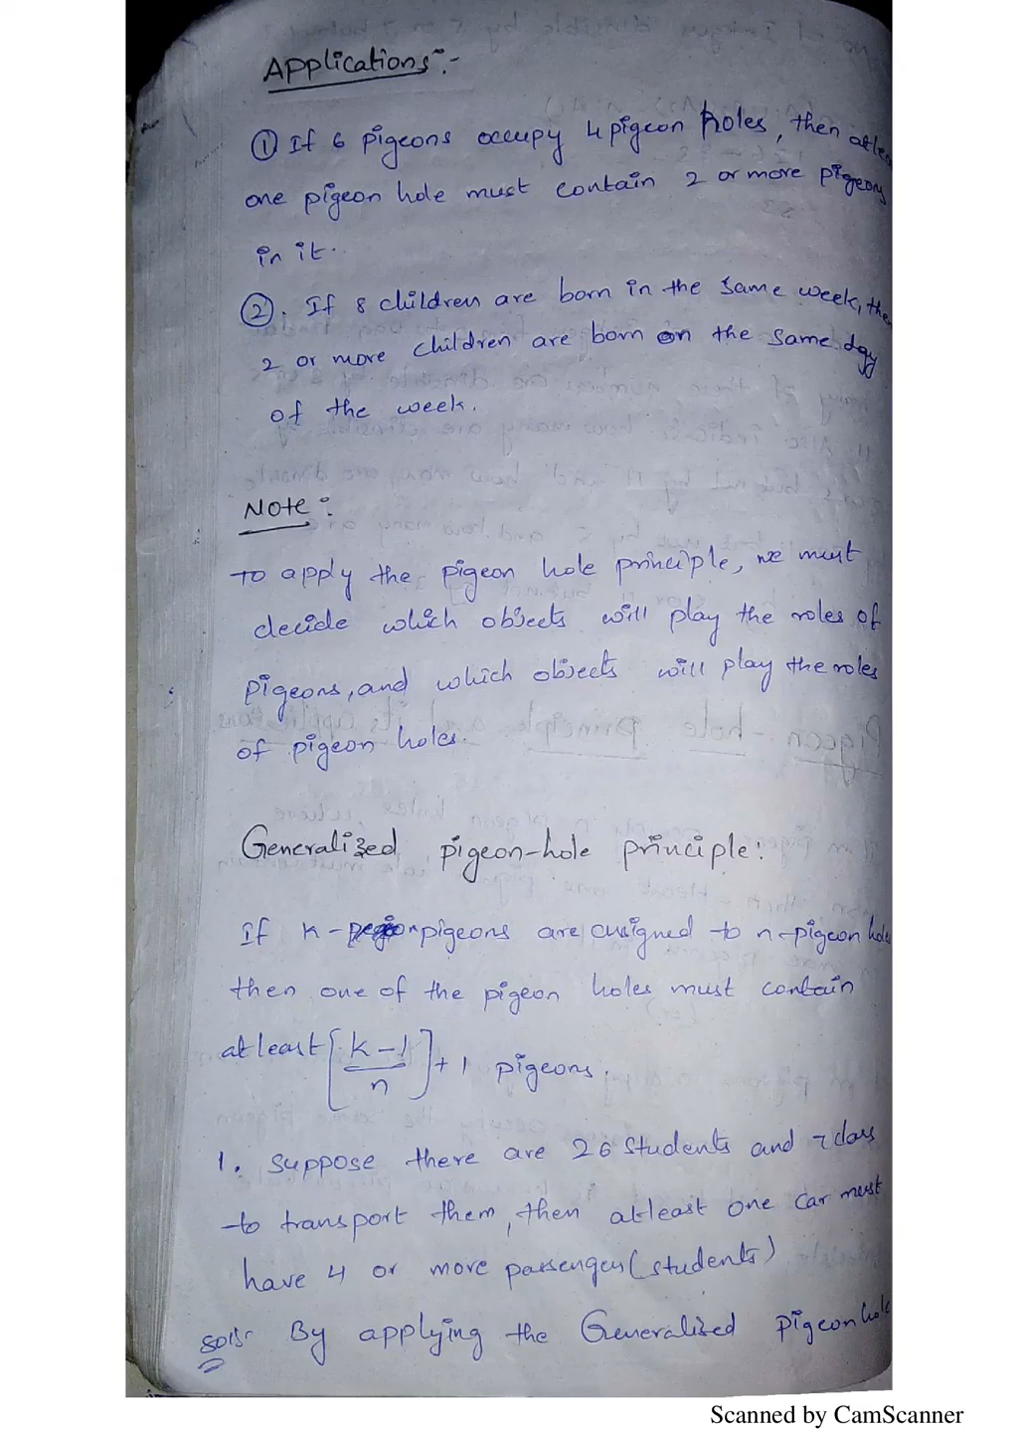 Applications:-
① If 6 pigeons occupy 4 pigeon holes, then atleast
one pigeon hole must contain 2 or more pigeons
in it.
②. If 8 children are born in the same week, then
2 or more children are born on the same day
of the week.
Note:
To apply the pigeon hole principle, we must
decide which objects will play the roles of
pigeons, and which objects will play the roles
of pigeon holes.
Generalized pigeon-hole principle:
If K- pigeons are assigned to n-pigeon holes
then one of the pigeon holes must contain
atleast [k-1/n]+1 pigeons.
1. Suppose there are 26 students and 7 cars
to transport them, then atleast one car must
have 4 or more passengers (students)
Sol:- By applying the Generalized pigeon hole
Scanned by CamScanner